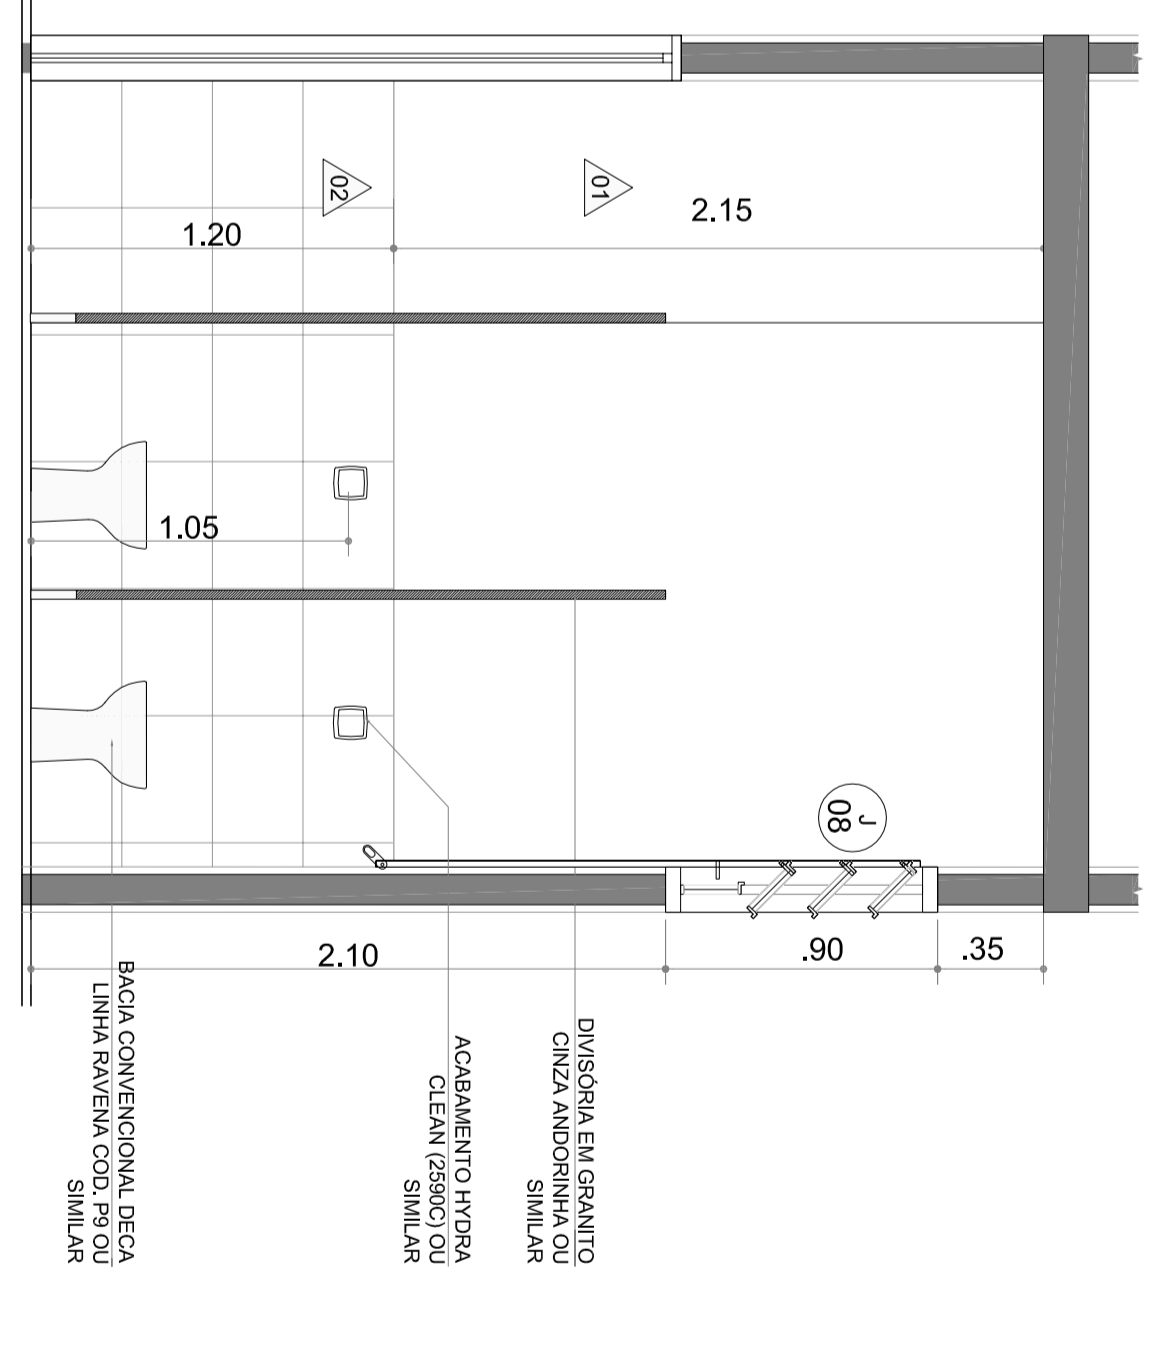 02
01
2.15
1.20
1.05
J
08
2.10
.90
.35
BACIA CONVENCIONAL DECA
LINHA RAVENA COD. P9 OU
SIMILAR
ACABAMENTO HYDRA
CLEAN (2590C) OU
SIMILAR
DIVISÓRIA EM GRANITO
CINZA ANDORINHA OU
SIMILAR